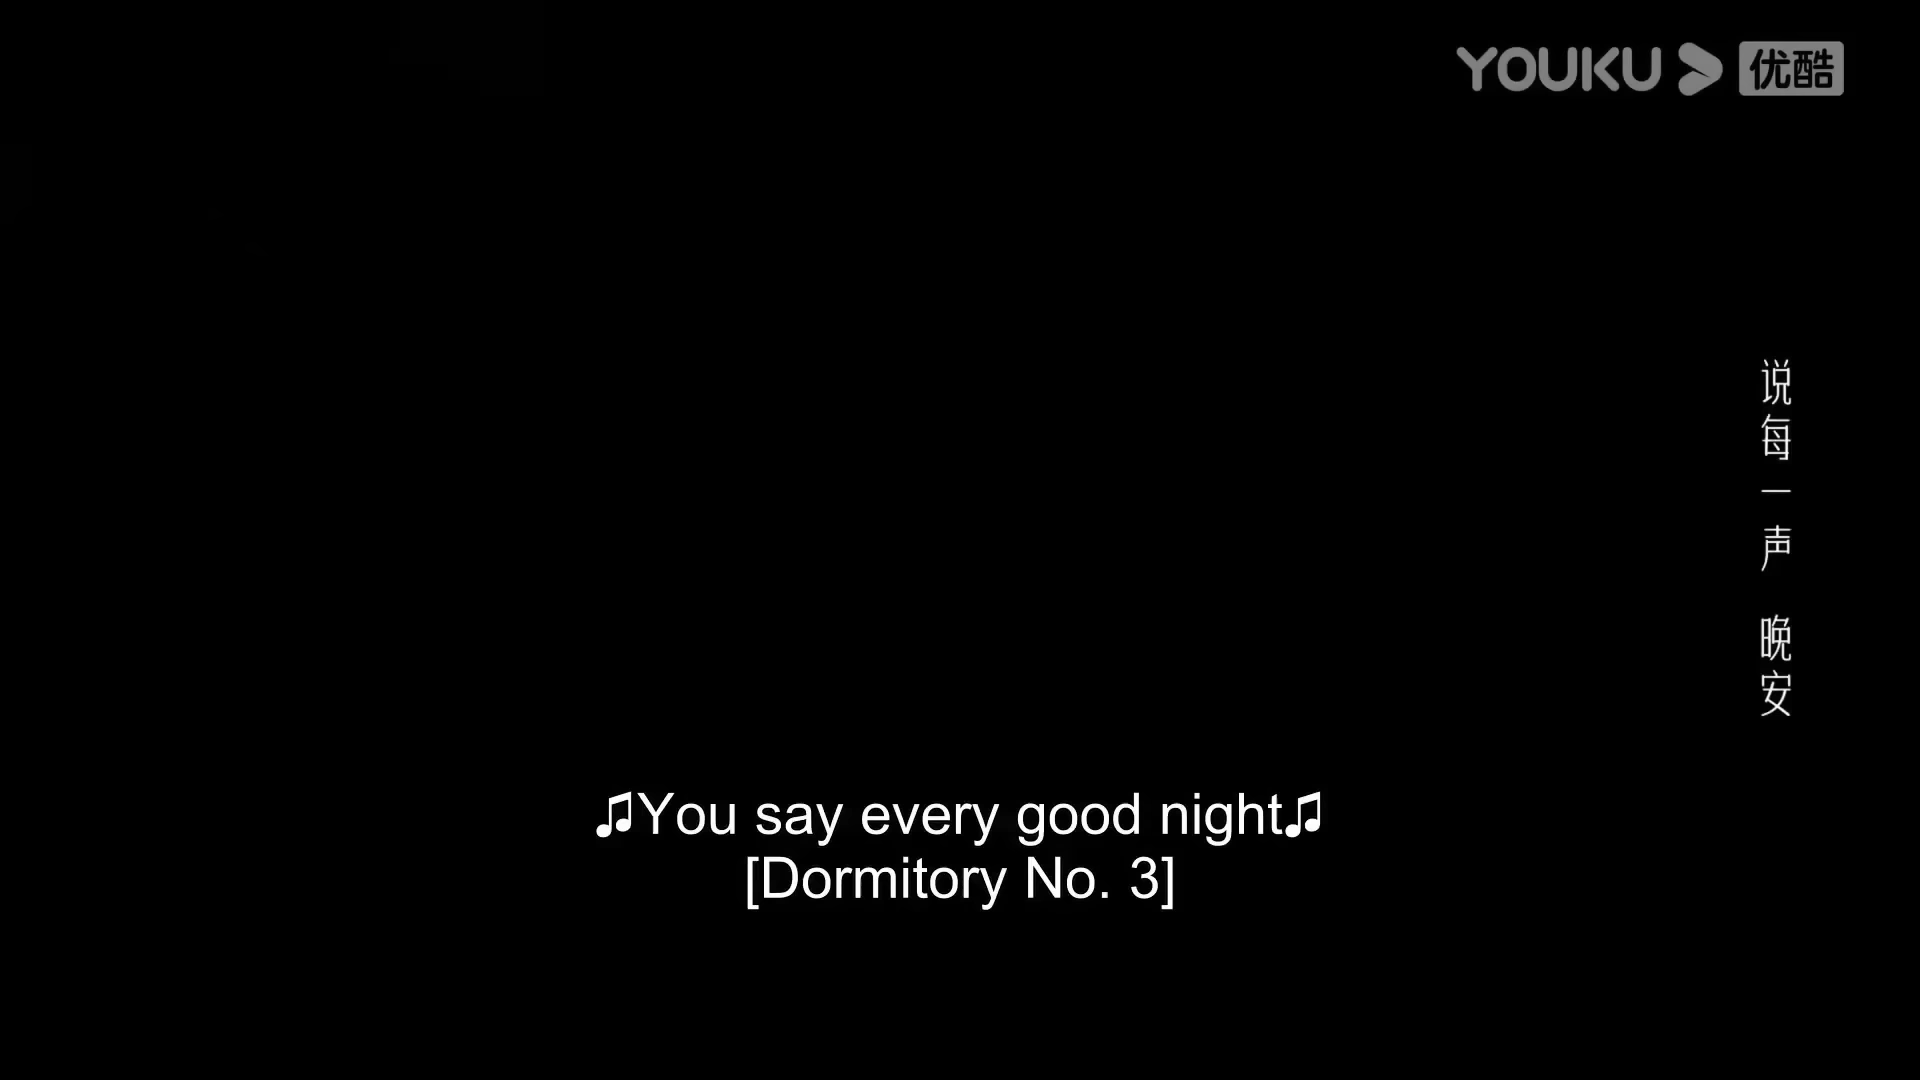 YOUKU 优酷
说每一声 晚安
♫You say every good night♫
[Dormitory No. 3]